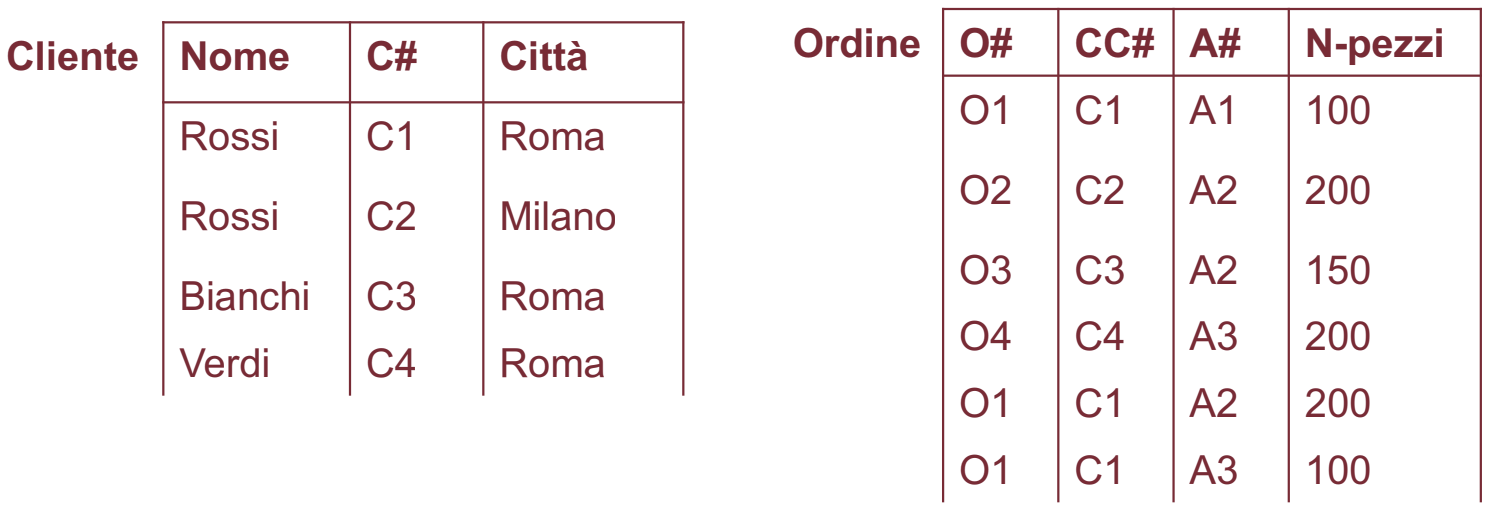 Cliente
Nome C# Città
Rossi C1 Roma
Rossi C2 Milano
Bianchi C3 Roma
Verdi C4 Roma
Ordine
O# CC# A# N-pezzi
O1 C1 A1 100
O2 C2 A2 200
O3 C3 A2 150
O4 C4 A3 200
O1 C1 A2 200
O1 C1 A3 100